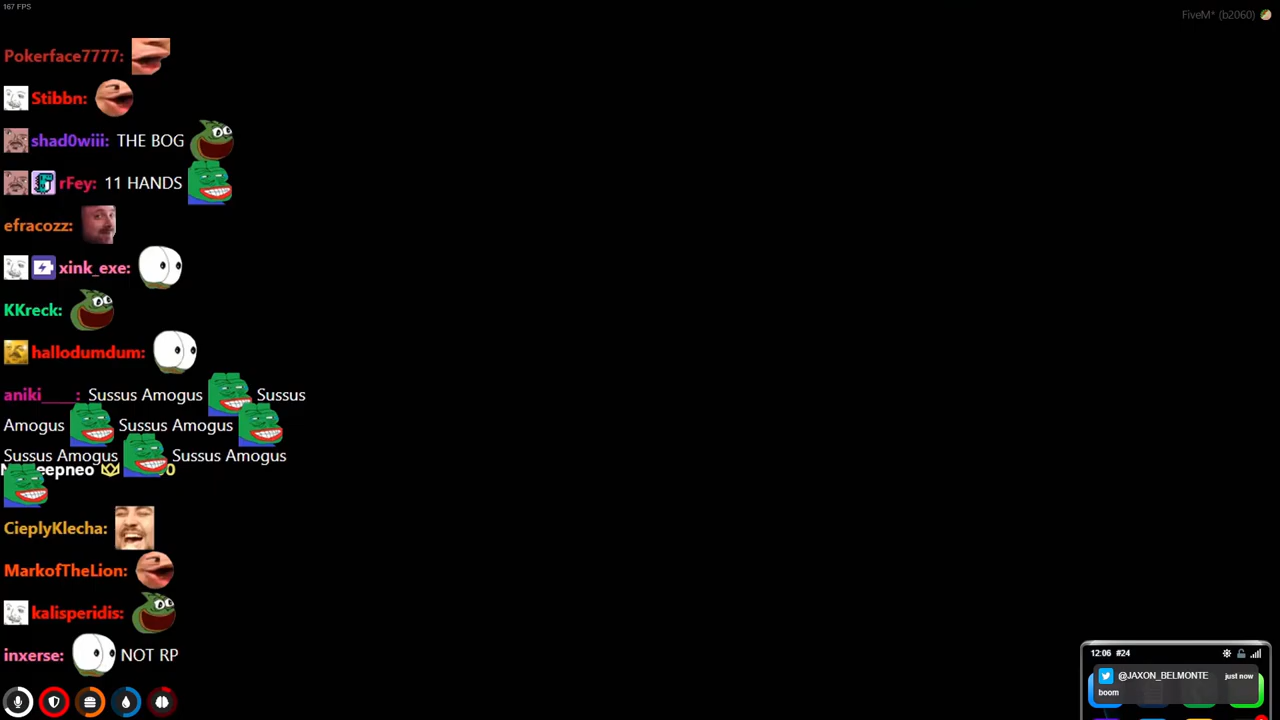 167 FPS
FiveM* (b2060)
Pokerface7777:
Stibbn:
shad0wiii: THE BOG
rFey: 11 HANDS
efracozz:
xink_exe:
KKreck:
hallodumdum:
aniki____: Sussus Amogus Sussus
Amogus Sussus Amogus
Sussus Amogus Sussus Amogus
CieplyKlecha:
MarkofTheLion:
kalisperidis:
inxerse: NOT RP
12:06 #24
@JAXON_BELMONTE just now
boom